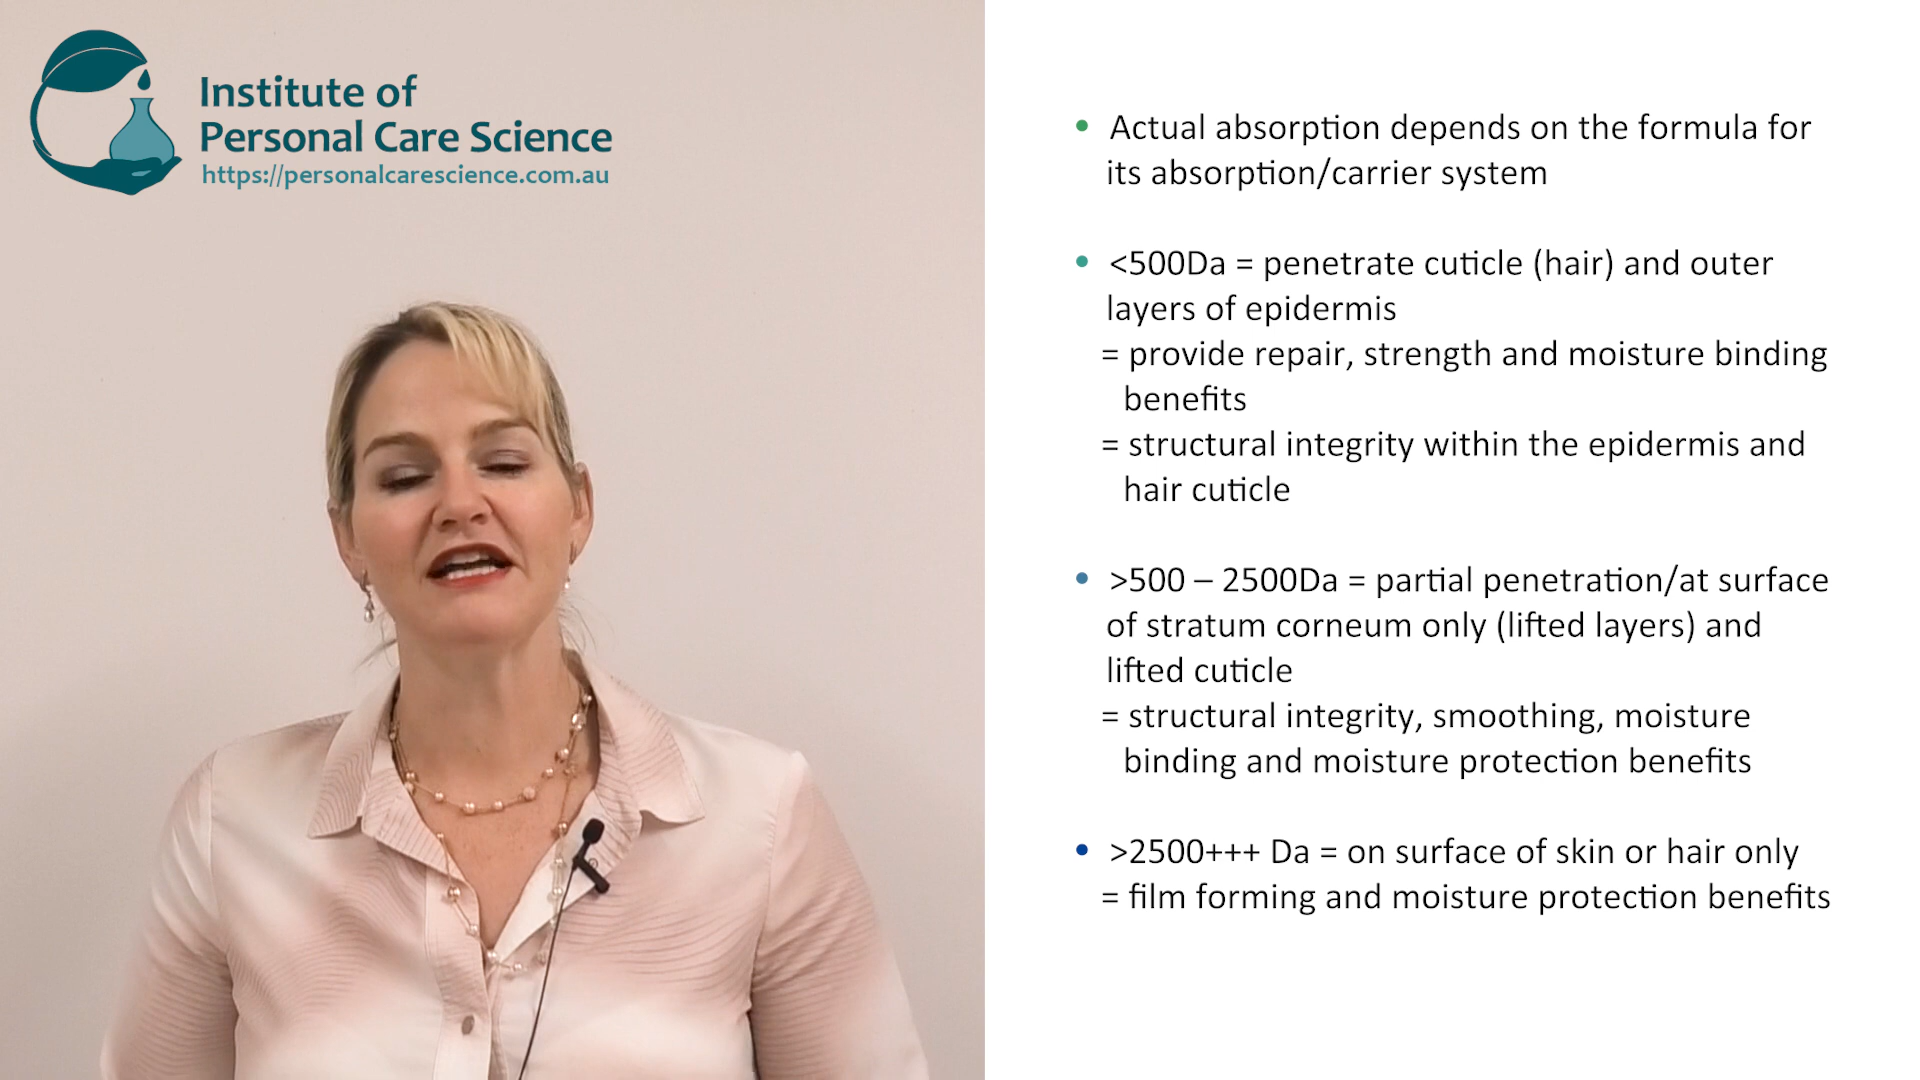 Institute of
Personal Care Science
https://personalcarescience.com.au
• Actual absorption depends on the formula for
its absorption/carrier system
• <500Da = penetrate cuticle (hair) and outer
layers of epidermis
= provide repair, strength and moisture binding
benefits
= structural integrity within the epidermis and
hair cuticle
• >500 – 2500Da = partial penetration/at surface
of stratum corneum only (lifted layers) and
lifted cuticle
= structural integrity, smoothing, moisture
binding and moisture protection benefits
• >2500+++ Da = on surface of skin or hair only
= film forming and moisture protection benefits